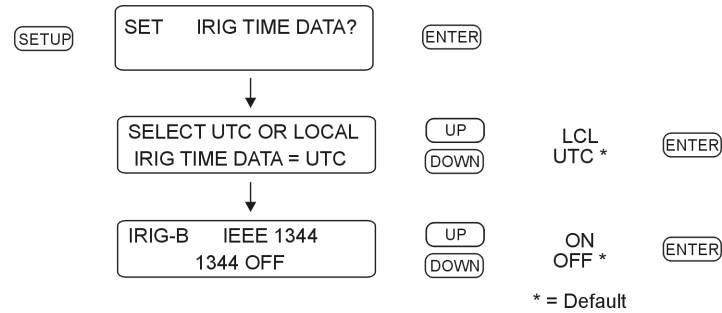 SETUP
SET IRIG TIME DATA?
ENTER
SELECT UTC OR LOCAL
IRIG TIME DATA = UTC
UP
DOWN
LCL
UTC *
ENTER
IRIG-B IEEE 1344
1344 OFF
UP
DOWN
ON
OFF *
ENTER
* = Default